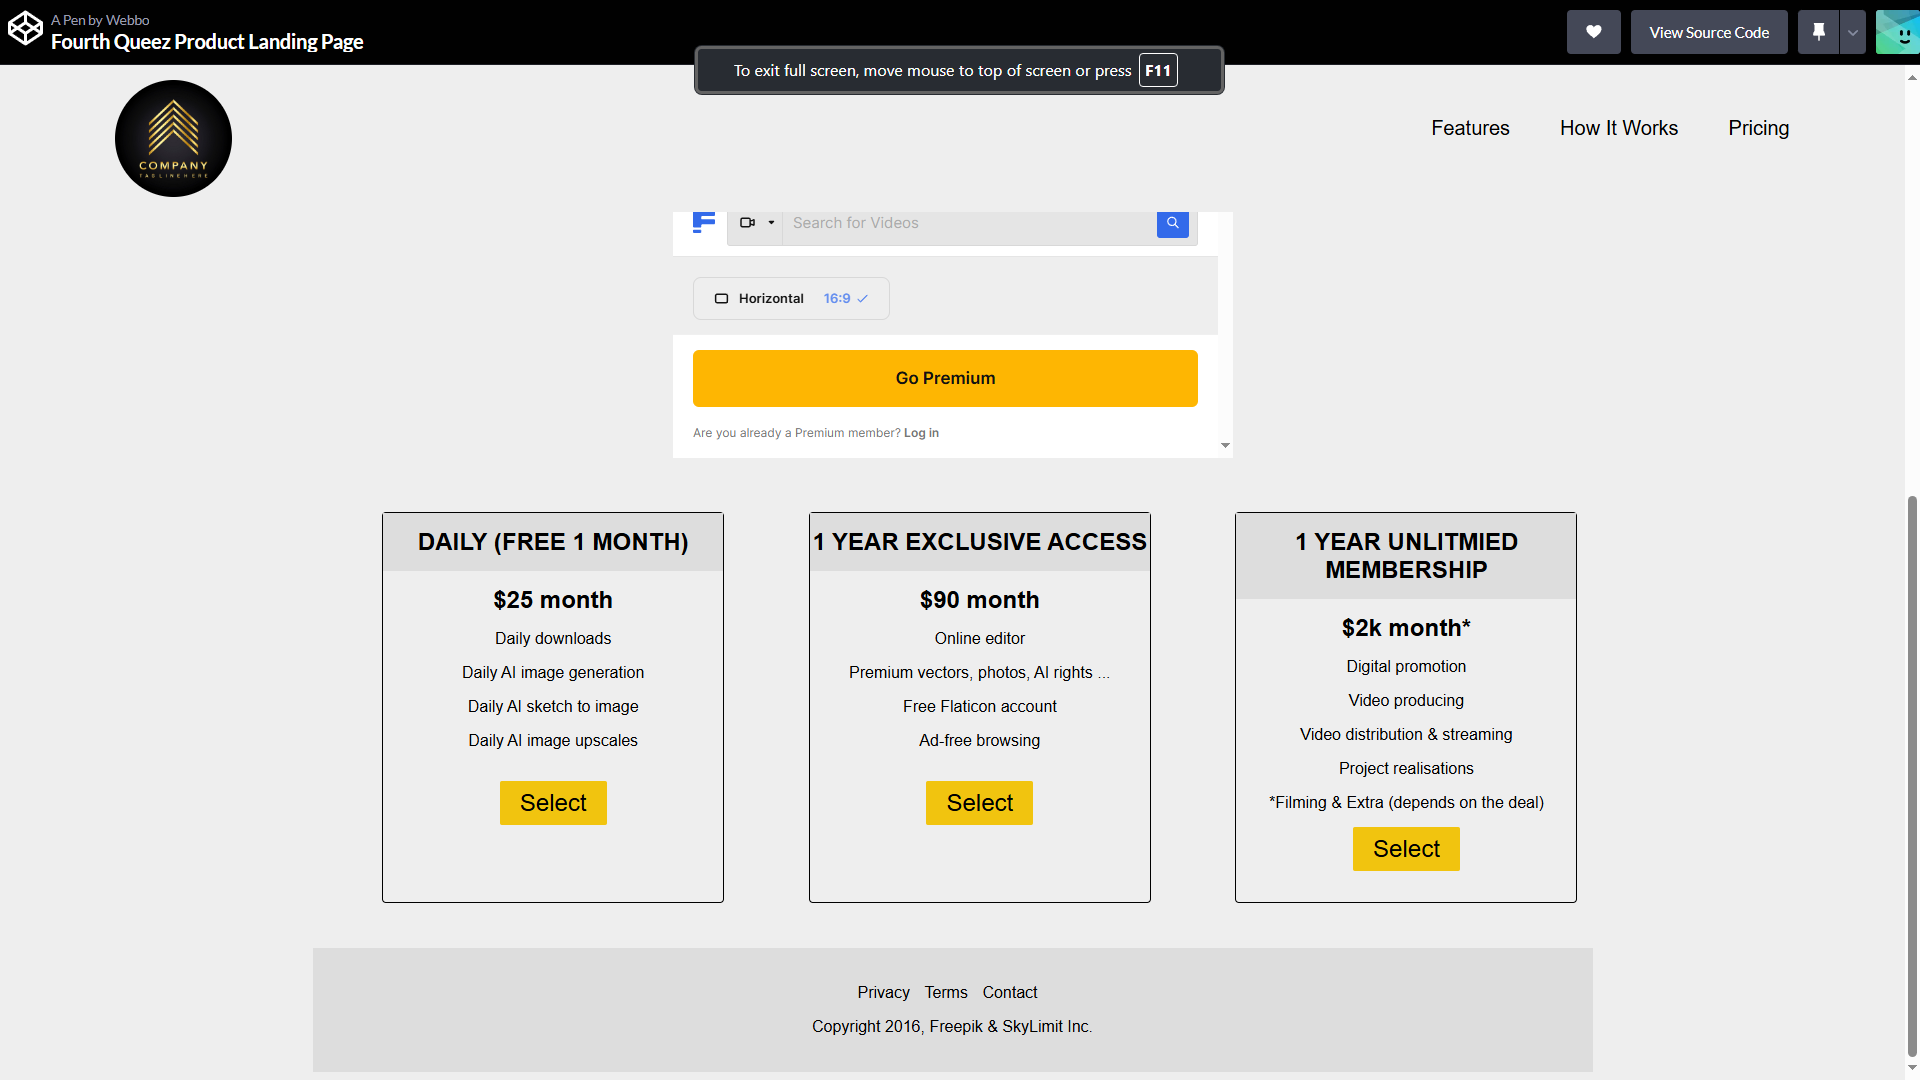 A Pen by Webbo
Fourth Queez Product Landing Page
View Source Code
To exit full screen, move mouse to top of screen or press F11
COMPANY
TAGLINE HERE
Features
How It Works
Pricing
Search for Videos
Horizontal 16:9
Go Premium
Are you already a Premium member? Log in
DAILY (FREE 1 MONTH)
$25 month
Daily downloads
Daily AI image generation
Daily AI sketch to image
Daily AI image upscales
Select
1 YEAR EXCLUSIVE ACCESS
$90 month
Online editor
Premium vectors, photos, AI rights ...
Free Flaticon account
Ad-free browsing
Select
1 YEAR UNLITMIED
MEMBERSHIP
$2k month*
Digital promotion
Video producing
Video distribution & streaming
Project realisations
*Filming & Extra (depends on the deal)
Select
Privacy Terms Contact
Copyright 2016, Freepik & SkyLimit Inc.